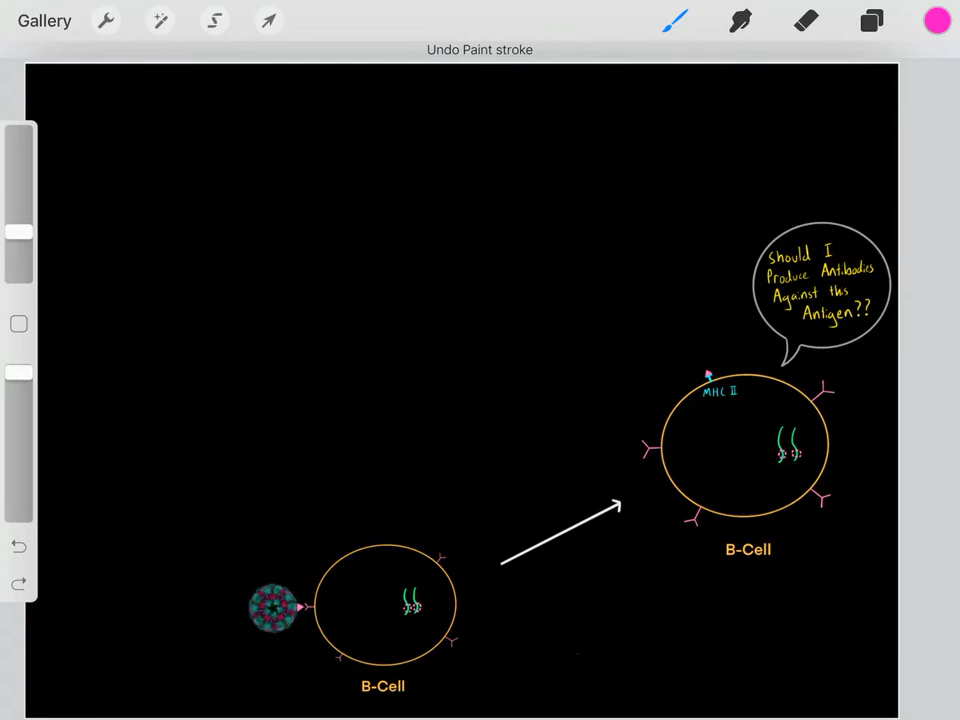 Gallery
Undo Paint stroke
Should I
Produce Antibodies
Against this
Antigen??
MHC II
B-Cell
B-Cell